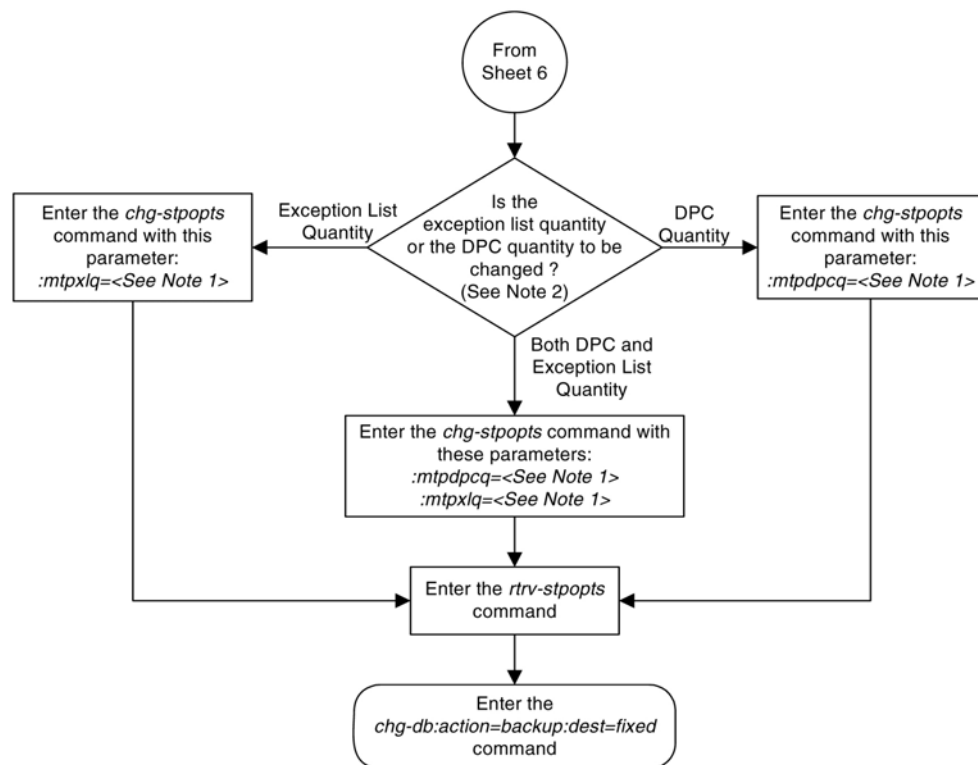 From
Sheet 6
Is the
exception list quantity
or the DPC quantity to be
changed ?
(See Note 2)
Exception List
Quantity
DPC
Quantity
Enter the chg-stpopts
command with this
parameter:
:mtpxlq=<See Note 1>
Enter the chg-stpopts
command with this
parameter:
:mtpdpcq=<See Note 1>
Both DPC and
Exception List
Quantity
Enter the chg-stpopts command with
these parameters:
:mtpdpcq=<See Note 1>
:mtpxlq=<See Note 1>
Enter the rtrv-stpopts
command
Enter the
chg-db:action=backup:dest=fixed
command